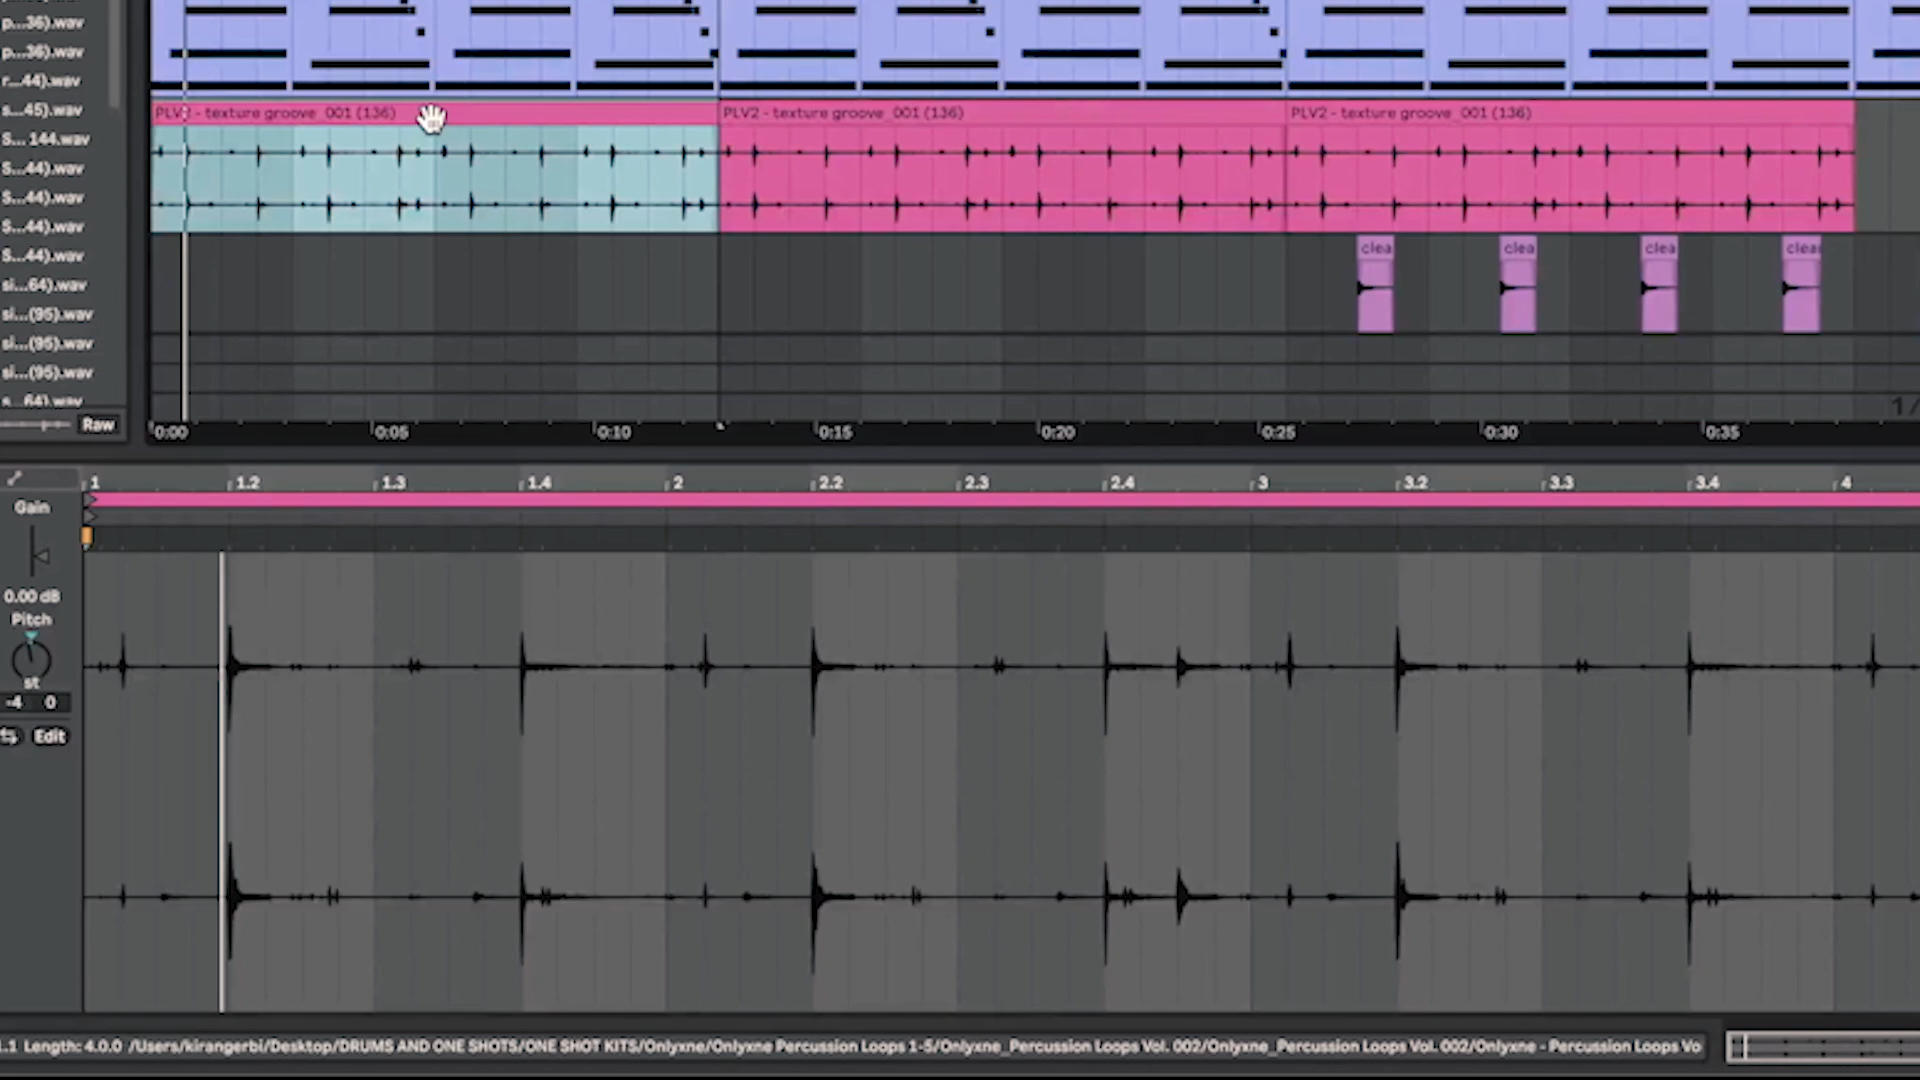 p...36).wav
p...36).wav
r...44).wav
s...45).wav
S... 144.wav
S...44).wav
S...44).wav
S...44).wav
S...44).wav
si...64).wav
si...(95).wav
si...(95).wav
si...(95).wav
s...64).wav
Raw
PLV2 - texture groove_001 (136)
PLV2 - texture groove_001 (136)
PLV2 - texture groove_001 (136)
clea
clea
clea
clea
1/
0:00 0:05 0:10 0:15 0:20 0:25 0:30 0:35
1 1.2 1.3 1.4 2 2.2 2.3 2.4 3 3.2 3.3 3.4 4
Gain
0.00 dB
Pitch
st
-4 0
Edit
.1 Length: 4.0.0 /Users/kirangerbi/Desktop/DRUMS AND ONE SHOTS/ONE SHOT KITS/Onlyxne/Onlyxne Percussion Loops 1-5/Onlyxne_Percussion Loops Vol. 002/Onlyxne_Percussion Loops Vol. 002/Onlyxne - Percussion Loops Vo